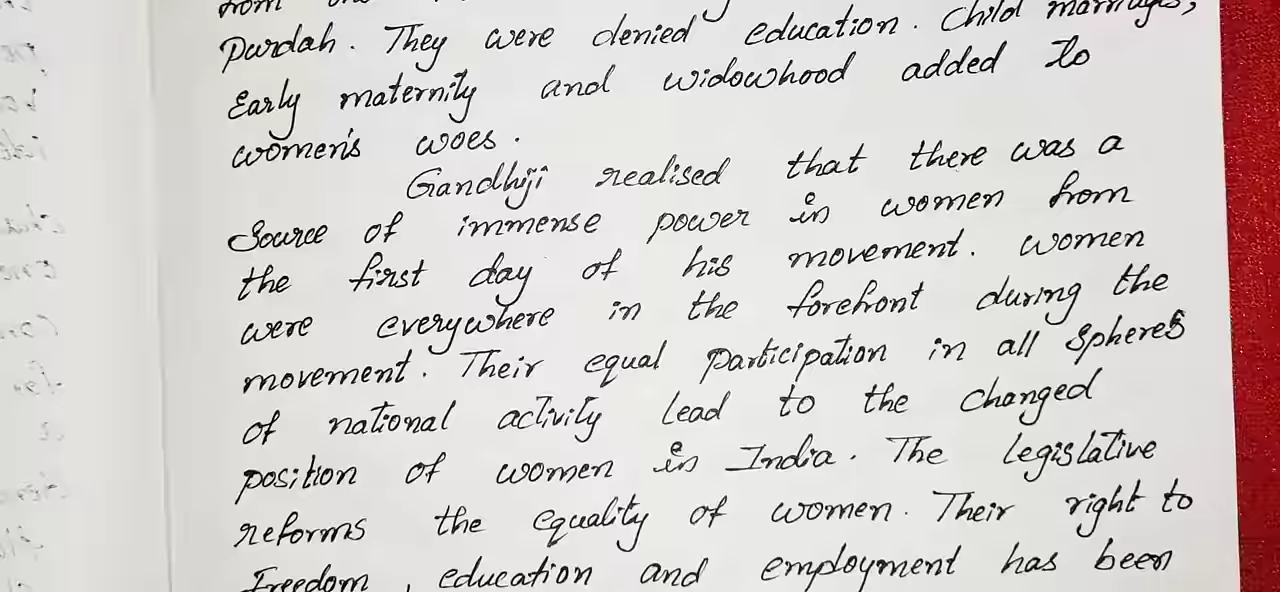 from
Purdah. They were denied education. Child marriages,
Early maternity and widowhood added to
women's woes.
Gandhiji realised that there was a
Source of immense power in women from
the first day of his movement. women
were everywhere in the forefront during the
movement. Their equal participation in all spheres
of national activity lead to the changed
position of women in India. The legislative
reforms the equality of women. Their right to
Freedom, education and employment has been